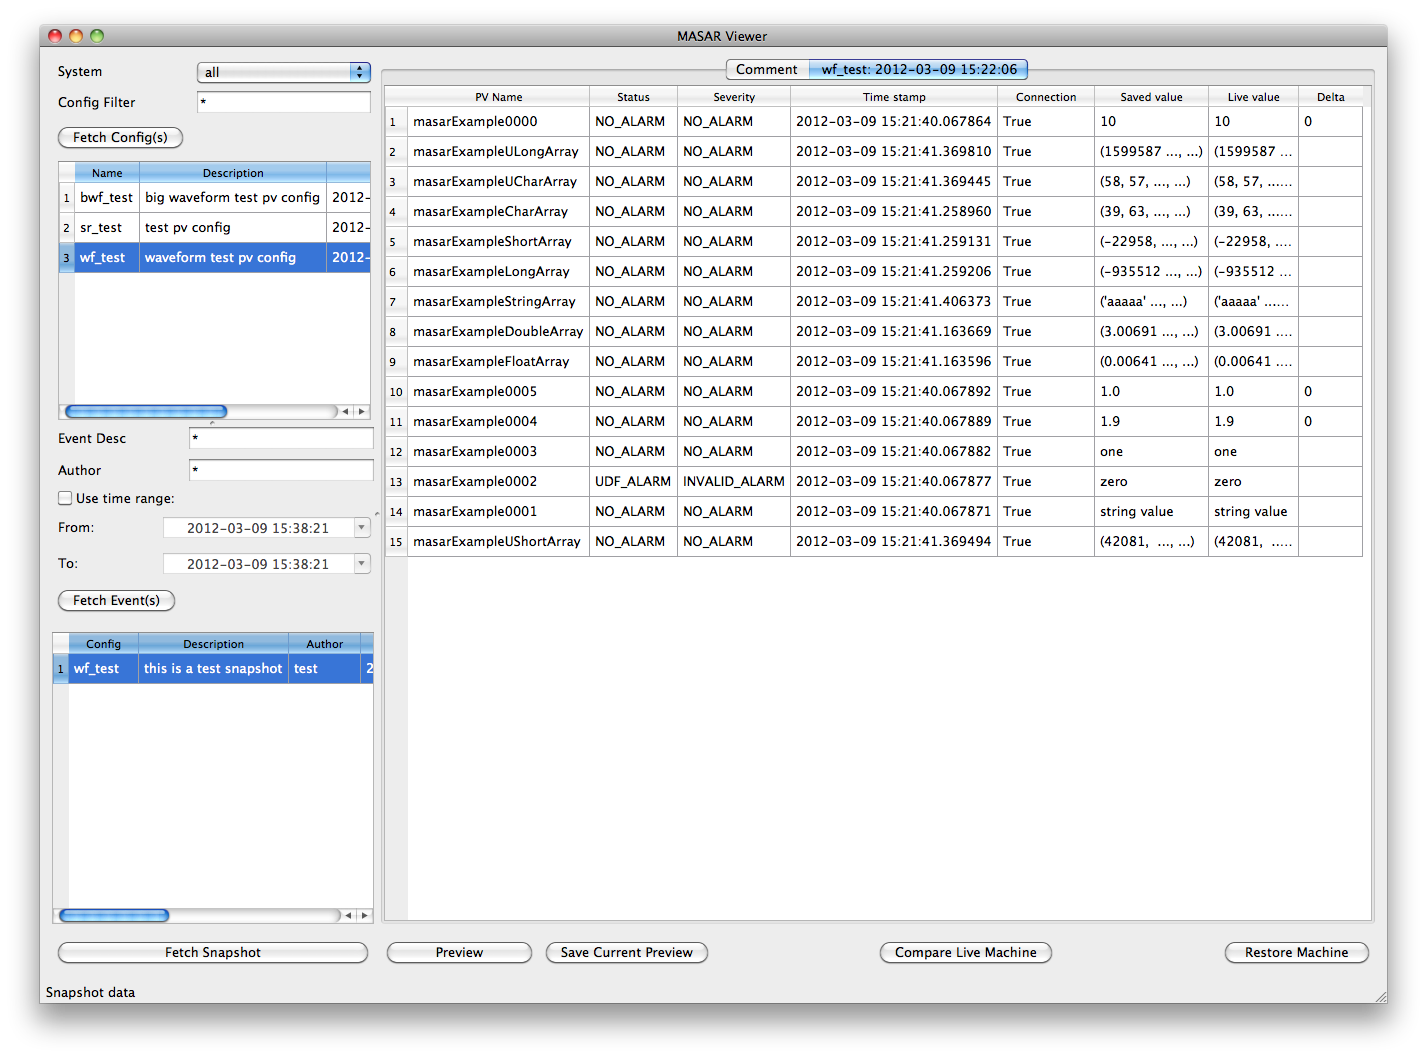 MASAR Viewer
System all
Config Filter *
Fetch Config(s)
Name Description
1 bwf_test big waveform test pv config 2012-
2 sr_test test pv config 2012-
3 wf_test waveform test pv config 2012-
Event Desc *
Author *
Use time range:
From: 2012-03-09 15:38:21
To: 2012-03-09 15:38:21
Fetch Event(s)
Config Description Author
1 wf_test this is a test snapshot test 2
Fetch Snapshot
Comment wf_test: 2012-03-09 15:22:06
PV Name Status Severity Time stamp Connection Saved value Live value Delta
1 masarExample0000 NO_ALARM NO_ALARM 2012-03-09 15:21:40.067864 True 10 10 0
2 masarExampleULongArray NO_ALARM NO_ALARM 2012-03-09 15:21:41.369810 True (1599587 ..., ...) (1599587 ...
3 masarExampleUCharArray NO_ALARM NO_ALARM 2012-03-09 15:21:41.369445 True (58, 57, ..., ...) (58, 57, ......
4 masarExampleCharArray NO_ALARM NO_ALARM 2012-03-09 15:21:41.258960 True (39, 63, ..., ...) (39, 63, ......
5 masarExampleShortArray NO_ALARM NO_ALARM 2012-03-09 15:21:41.259131 True (-22958, ..., ...) (-22958, ....
6 masarExampleLongArray NO_ALARM NO_ALARM 2012-03-09 15:21:41.259206 True (-935512 ..., ...) (-935512 ...
7 masarExampleStringArray NO_ALARM NO_ALARM 2012-03-09 15:21:41.406373 True ('aaaaa' ..., ...) ('aaaaa' ......
8 masarExampleDoubleArray NO_ALARM NO_ALARM 2012-03-09 15:21:41.163669 True (3.00691 ..., ...) (3.00691 ....
9 masarExampleFloatArray NO_ALARM NO_ALARM 2012-03-09 15:21:41.163596 True (0.00641 ..., ...) (0.00641 ....
10 masarExample0005 NO_ALARM NO_ALARM 2012-03-09 15:21:40.067892 True 1.0 1.0 0
11 masarExample0004 NO_ALARM NO_ALARM 2012-03-09 15:21:40.067889 True 1.9 1.9 0
12 masarExample0003 NO_ALARM NO_ALARM 2012-03-09 15:21:40.067882 True one one
13 masarExample0002 UDF_ALARM INVALID_ALARM 2012-03-09 15:21:40.067877 True zero zero
14 masarExample0001 NO_ALARM NO_ALARM 2012-03-09 15:21:40.067871 True string value string value
15 masarExampleUShortArray NO_ALARM NO_ALARM 2012-03-09 15:21:41.369494 True (42081, ..., ...) (42081, .....
Preview Save Current Preview Compare Live Machine Restore Machine
Snapshot data